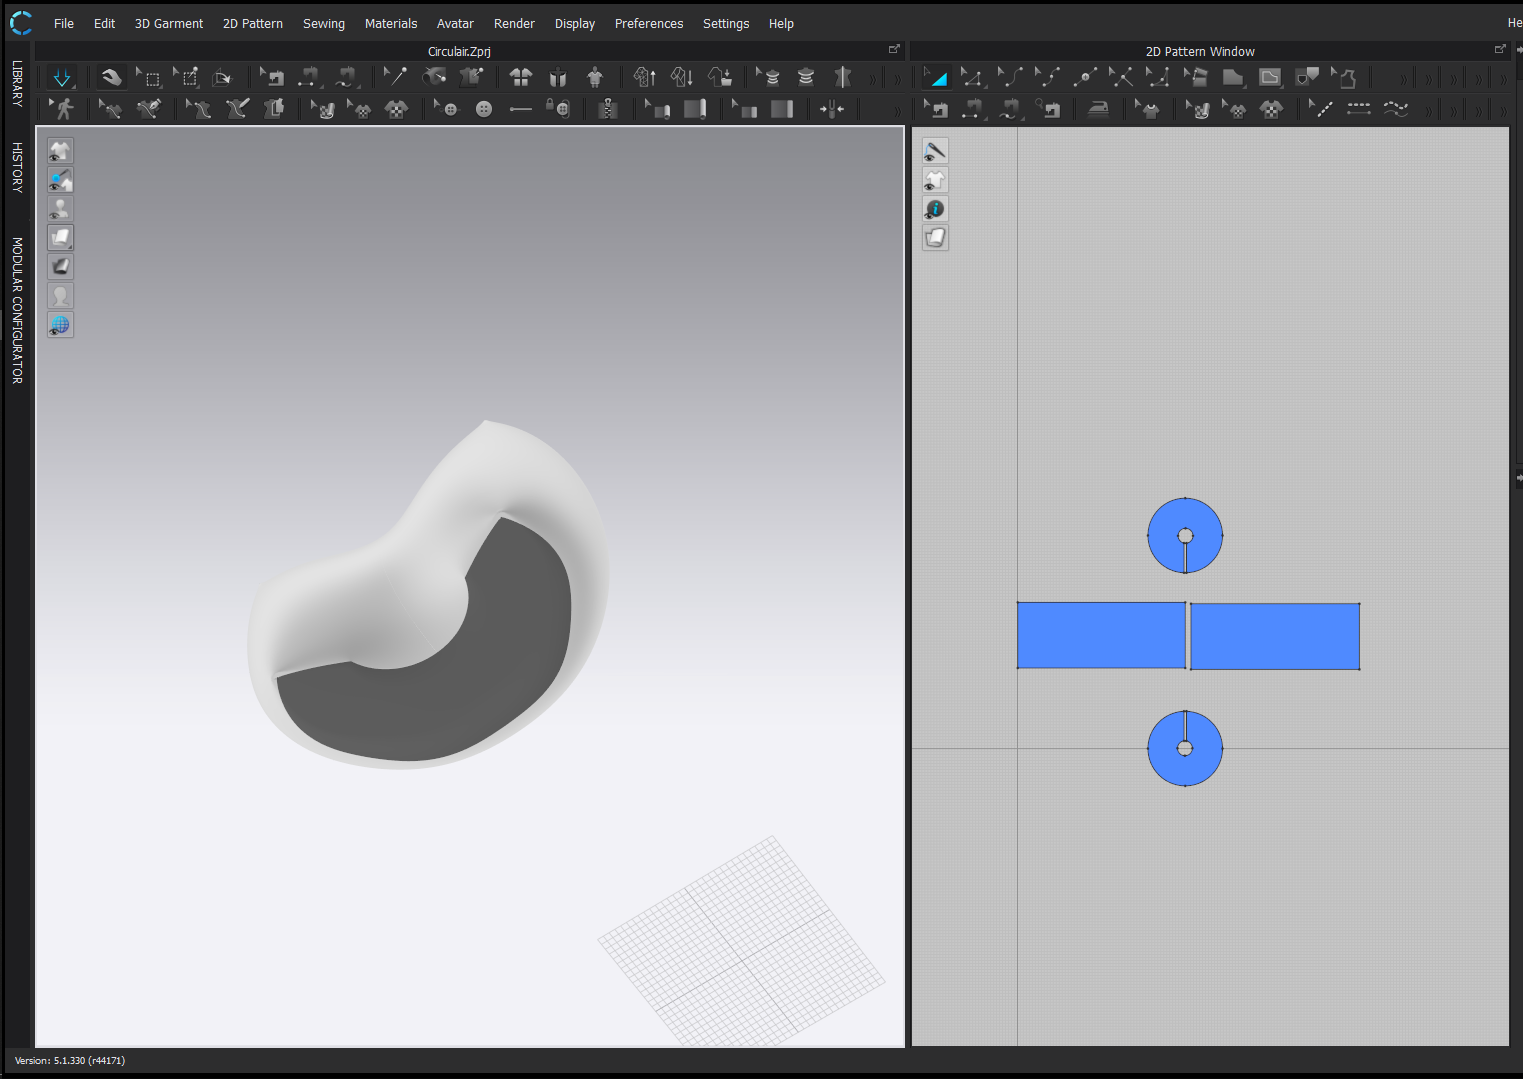 File Edit 3D Garment 2D Pattern Sewing Materials Avatar Render Display Preferences Settings Help He
Circulair.Zprj
2D Pattern Window
LIBRARY
HISTORY
MODULAR CONFIGURATOR
Version: 5.1.330 (r44171)